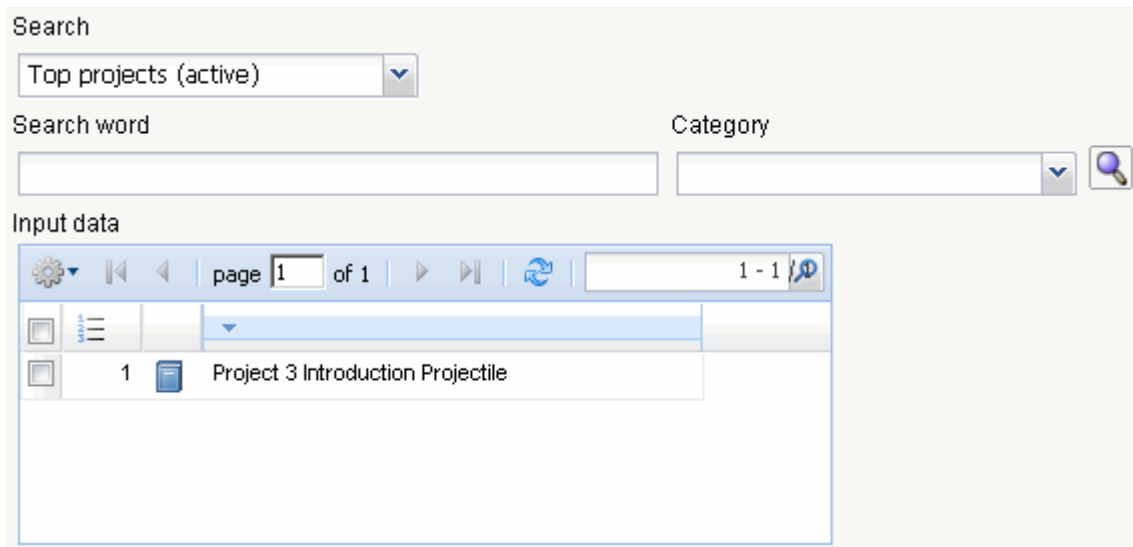 Search
Top projects (active)
Search word Category
Input data
page 1 of 1 1 - 1 /
1 Project 3 Introduction Projectile